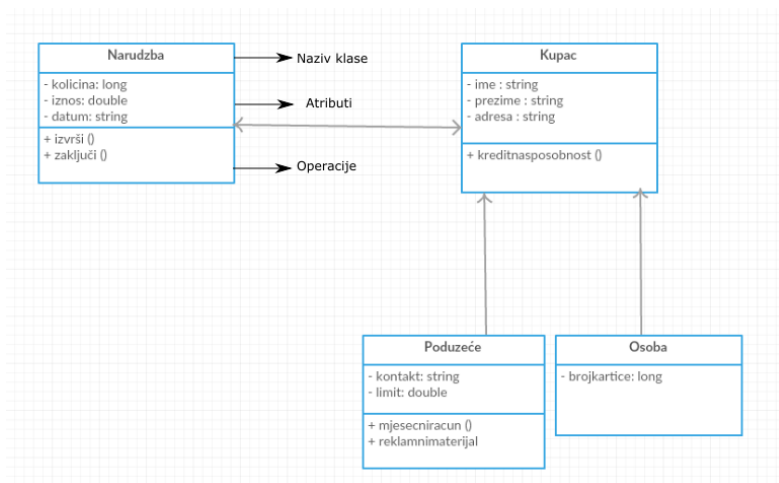 Narudzba
- kolicina: long
- iznos: double
- datum: string
+ izvrši ()
+ zaključi ()
Naziv klase
Atributi
Operacije
Kupac
- ime : string
- prezime : string
- adresa : string
+ kreditnasposobnost ()
Poduzeće
- kontakt: string
- limit: double
+ mjesecniracun ()
+ reklamnimaterijal
Osoba
- brojkartice: long